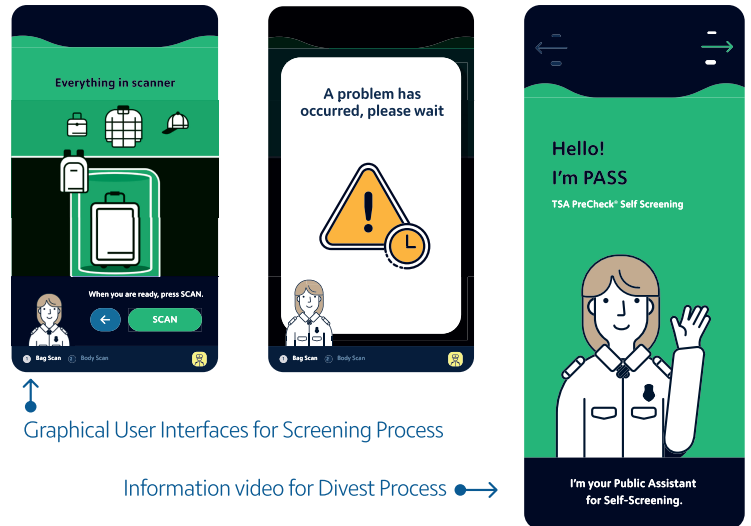 Everything in scanner
When you are ready, press SCAN.
SCAN
1 Bag Scan 2 Body Scan
A problem has
occurred, please wait
1 Bag Scan 2 Body Scan
Hello!
I'm PASS
TSA PreCheck® Self Screening
I'm your Public Assistant
for Self-Screening.
Graphical User Interfaces for Screening Process
Information video for Divest Process